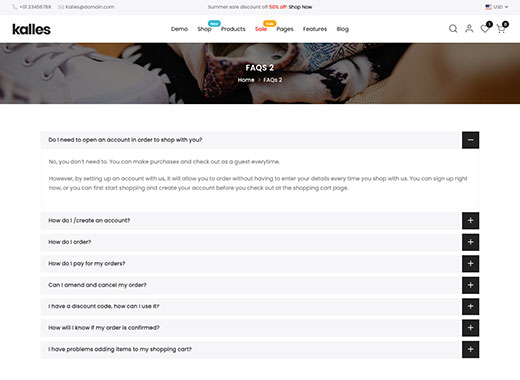 +01 23456789 kalles@domain.com Summer sale discount off 50% off! Shop Now USD
New Sale
kalles Demo Shop Products Sale Pages Features Blog 1 0
FAQS 2
Home > FAQs 2
Do I need to open an account in order to shop with you?
No, you don't need to. You can make purchases and check out as a guest everytime.
However, by setting up an account with us, it will allow you to order without having to enter your details every time you shop with us. You can sign up right
now, or you can first start shopping and create your account before you check out at the shopping cart page.
How do I /create an account?
How do I order?
How do I pay for my orders?
Can I amend and cancel my order?
I have a discount code, how can I use it?
How will I know if my order is confirmed?
I have problems adding items to my shopping cart?